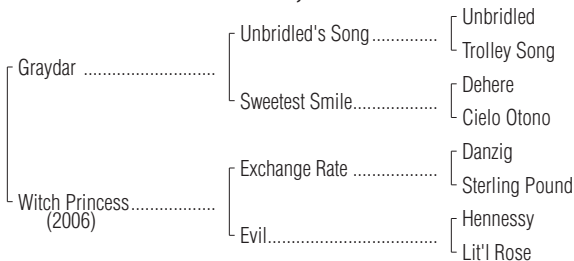 Unbridled
Unbridled's Song..............
Trolley Song
Graydar ...........................
Dehere
Sweetest Smile..................
Cielo Otono
Danzig
Exchange Rate ..................
Sterling Pound
Witch Princess..................
(2006)
Hennessy
Evil....................................
Lit'l Rose